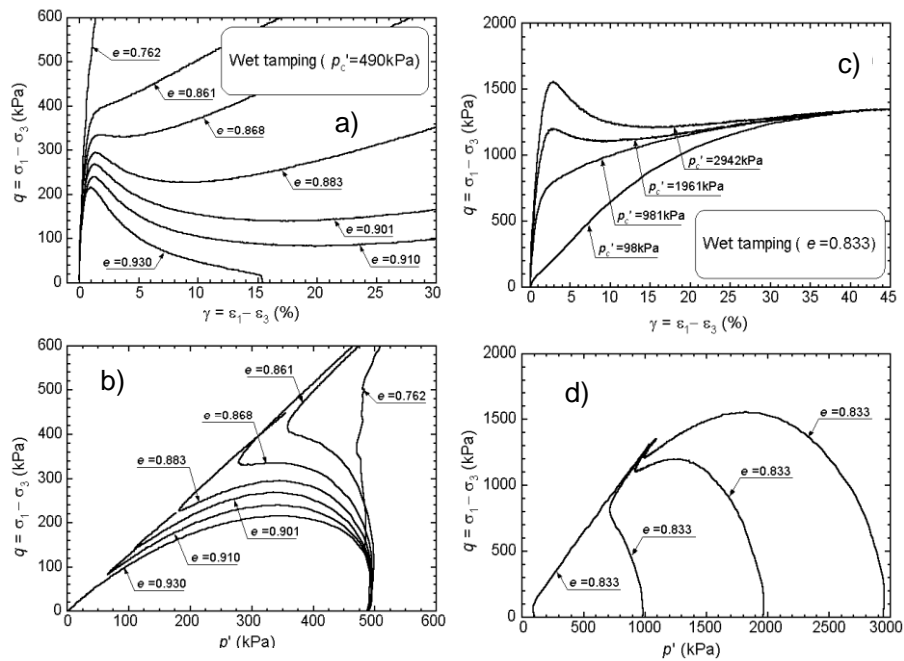 a)
600
500
400
300
200
100
0
0 5 10 15 20 25 30
q = σ₁− σ₃ (kPa)
γ = ε₁− ε₃ (%)
Wet tamping ( p_c'=490kPa)
e =0.762
e =0.861
e =0.868
e =0.883
e =0.901
e =0.910
e =0.930
c)
2000
1500
1000
500
0
0 5 10 15 20 25 30 35 40 45
q = σ₁− σ₃ (kPa)
γ = ε₁− ε₃ (%)
p_c' =2942kPa
p_c' =1961kPa
p_c' =981kPa
p_c' =98kPa
Wet tamping ( e =0.833)
b)
600
500
400
300
200
100
0
0 100 200 300 400 500 600
q = σ₁− σ₃ (kPa)
p' (kPa)
e =0.861
e =0.762
e =0.868
e =0.883
e =0.901
e =0.910
e =0.930
d)
2000
1500
1000
500
0
0 500 1000 1500 2000 2500 3000
q = σ₁− σ₃ (kPa)
p' (kPa)
e =0.833
e =0.833
e =0.833
e =0.833